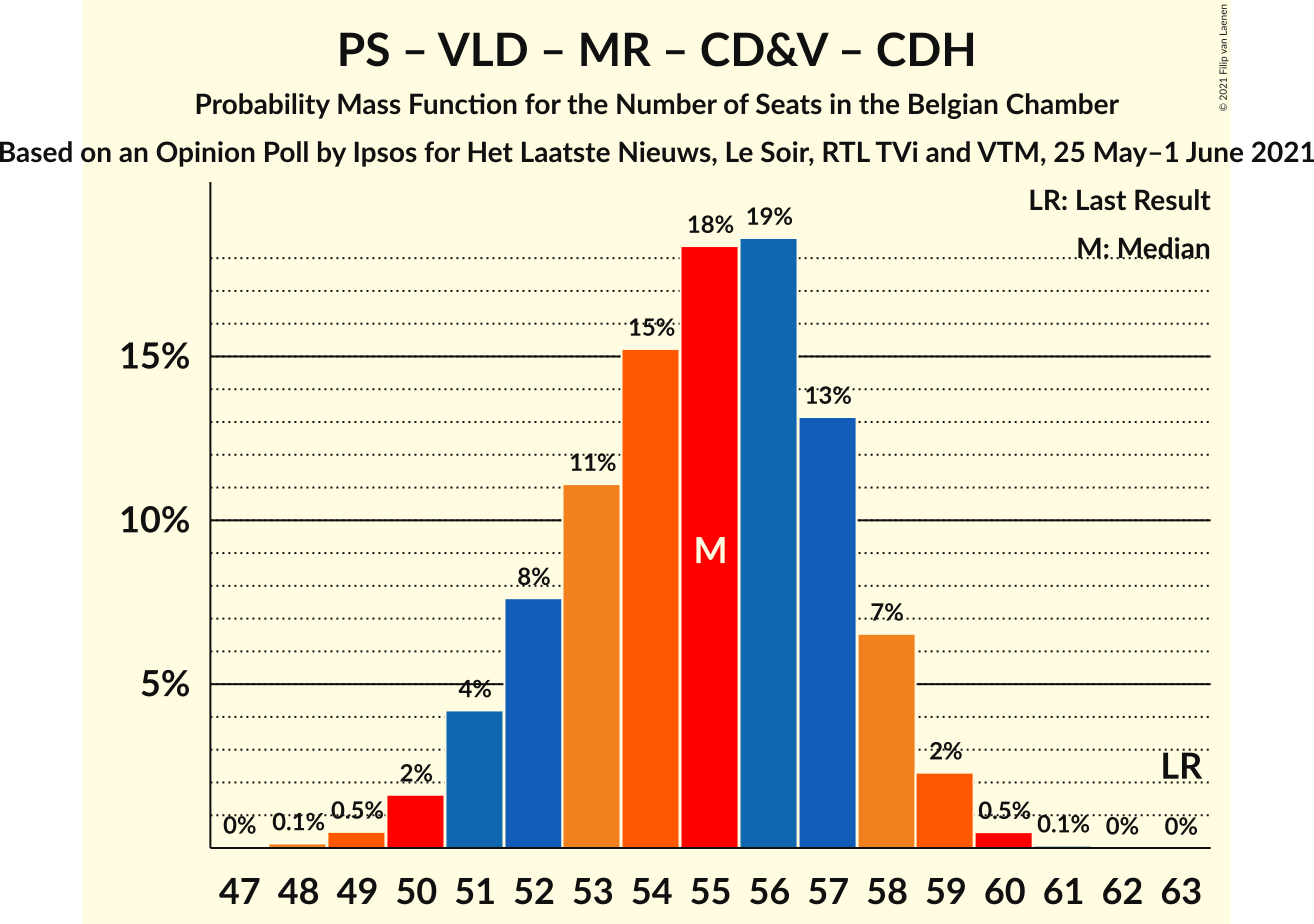 PS – VLD – MR – CD&V – CDH
Probability Mass Function for the Number of Seats in the Belgian Chamber
Based on an Opinion Poll by Ipsos for Het Laatste Nieuws, Le Soir, RTL TVi and VTM, 25 May–1 June 2021
© 2021 Filip van Laenen
LR: Last Result
M: Median
15%
10%
5%
0% 0.1% 0.5% 2% 4% 8% 11% 15% 18% 19% 13% 7% 2% 0.5% 0.1% 0% 0%
M
LR
47 48 49 50 51 52 53 54 55 56 57 58 59 60 61 62 63